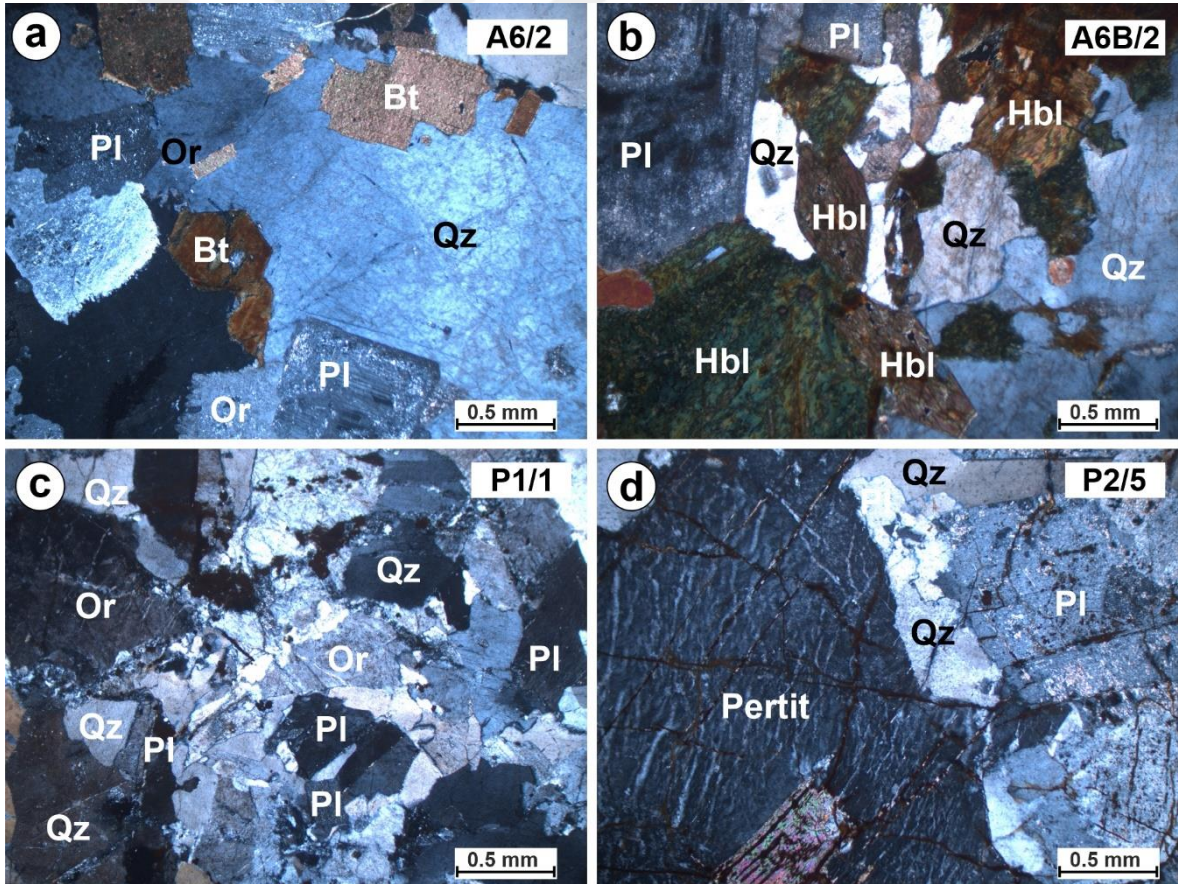 a
A6/2
Bt
Pl
Or
Bt
Qz
Pl
Or
0.5 mm
b
A6B/2
Pl
Hbl
Pl
Qz
Hbl
Qz
Qz
Hbl
Hbl
0.5 mm
c
P1/1
Qz
Qz
Or
Or
Pl
Qz
Pl
Pl
Pl
Qz
0.5 mm
d
P2/5
Qz
Pl
Pl
Qz
Pertit
0.5 mm